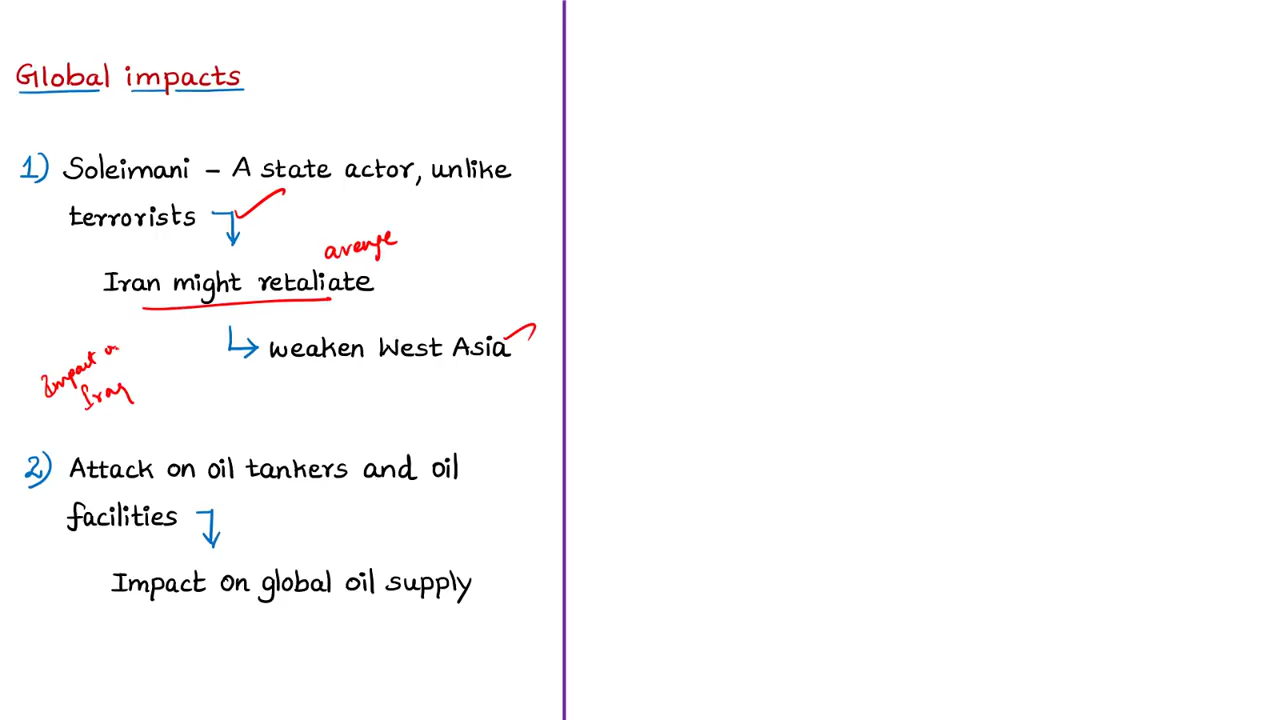 Global impacts
1) Soleimani - A state actor, unlike
terrorists
avenge
Iran might retaliate
weaken West Asia
Impact on
Iraq
2) Attack on oil tankers and oil
facilities
Impact on global oil supply